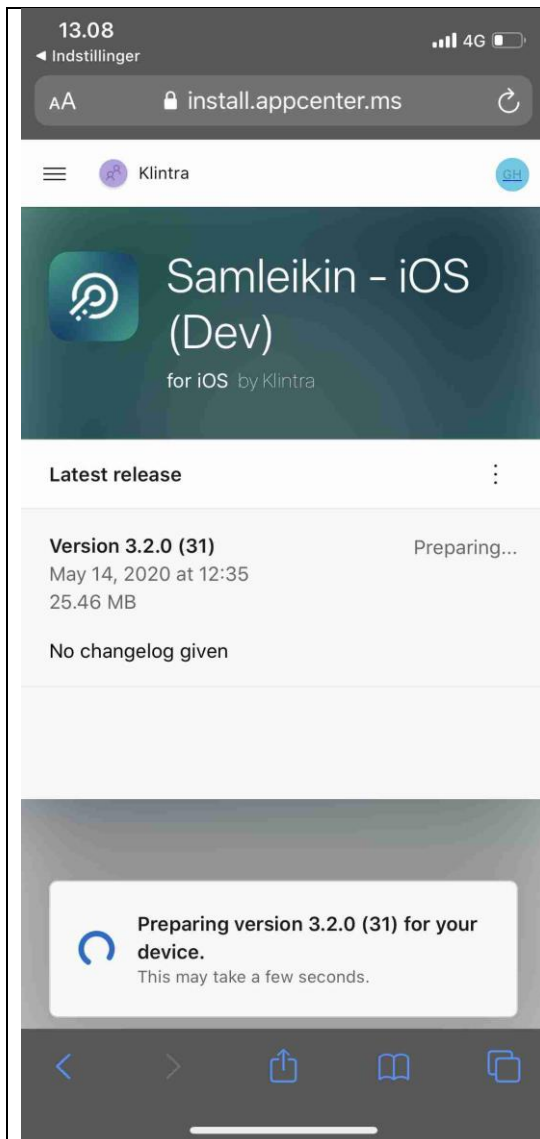 13.08
4G
◀ Indstillinger
AA install.appcenter.ms
Klintra
GH
Samleikin - iOS
(Dev)
for iOS by Klintra
Latest release
Version 3.2.0 (31) Preparing...
May 14, 2020 at 12:35
25.46 MB
No changelog given
Preparing version 3.2.0 (31) for your
device.
This may take a few seconds.